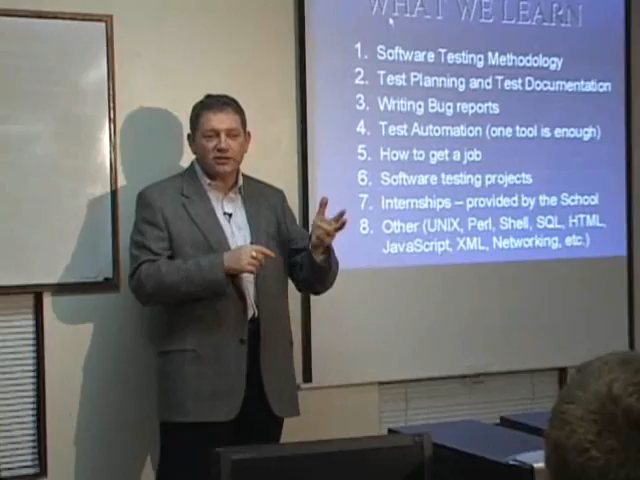 WHAT WE LEARN
1. Software Testing Methodology
2. Test Planning and Test Documentation
3. Writing Bug reports
4. Test Automation (one tool is enough)
5. How to get a job
6. Software testing projects
7. Internships – provided by the School
8. Other (UNIX, Perl, Shell, SQL, HTML,
JavaScript, XML, Networking, etc.)